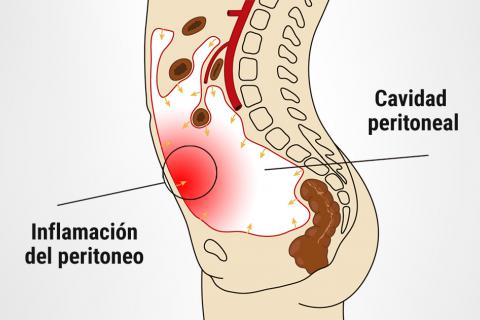 Cavidad
peritoneal
Inflamación
del peritoneo